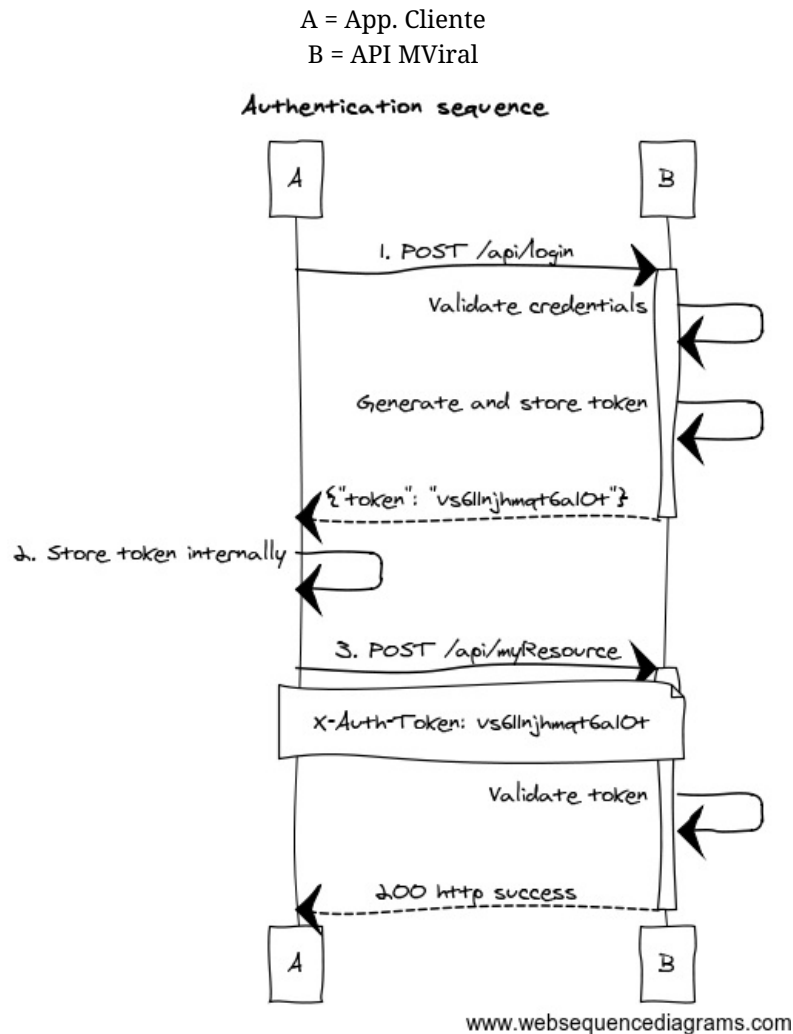 A = App. Cliente
B = API MViral
Authentication sequence
A
B
1. POST /api/login
Validate credentials
Generate and store token
{"token": "vs6llnjhmqt6al0t"}
2. Store token internally
3. POST /api/myResource
X-Auth-Token: vs6llnjhmqt6al0t
Validate token
200 http success
A
B
www.websequencediagrams.com